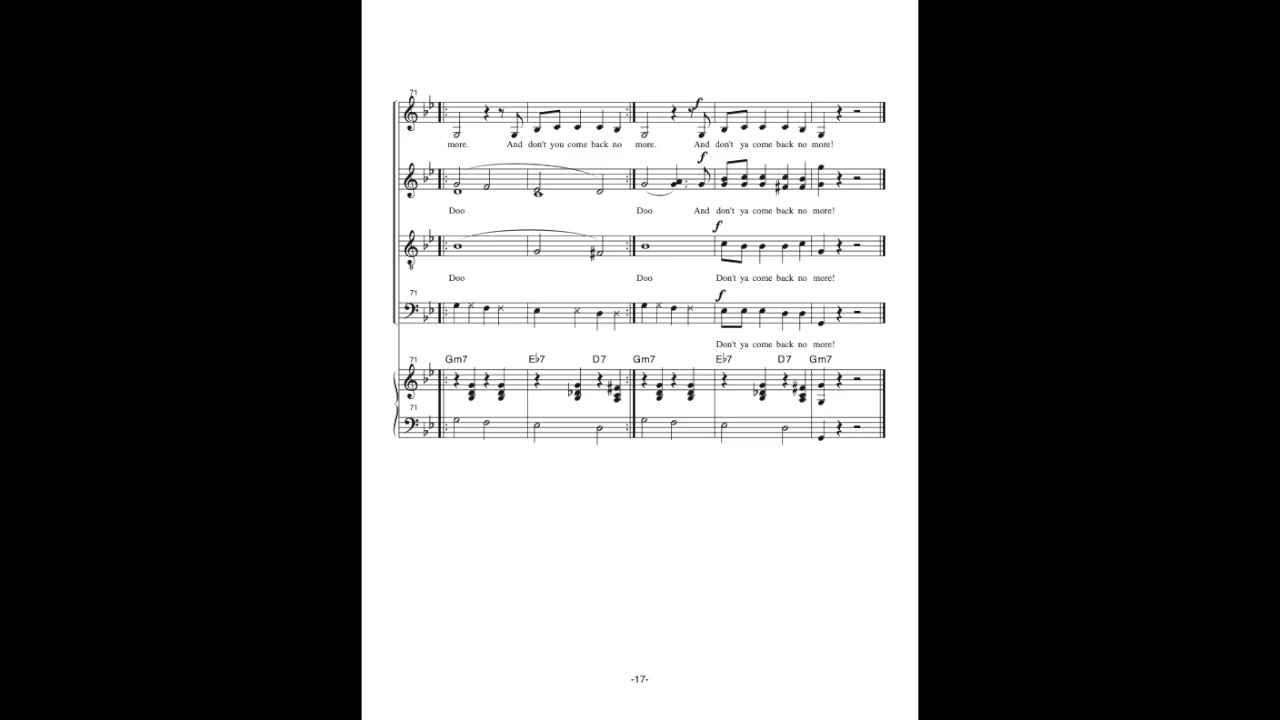 71
f
more. And don't you come back no more. And don't ya come back no more!
f
Doo Doo And don't ya come back no more!
f
8
Doo Doo Don't ya come back no more!
71
f
Don't ya come back no more!
71
Gm7 E♭7 D7 Gm7 E♭7 D7 Gm7
71
-17-